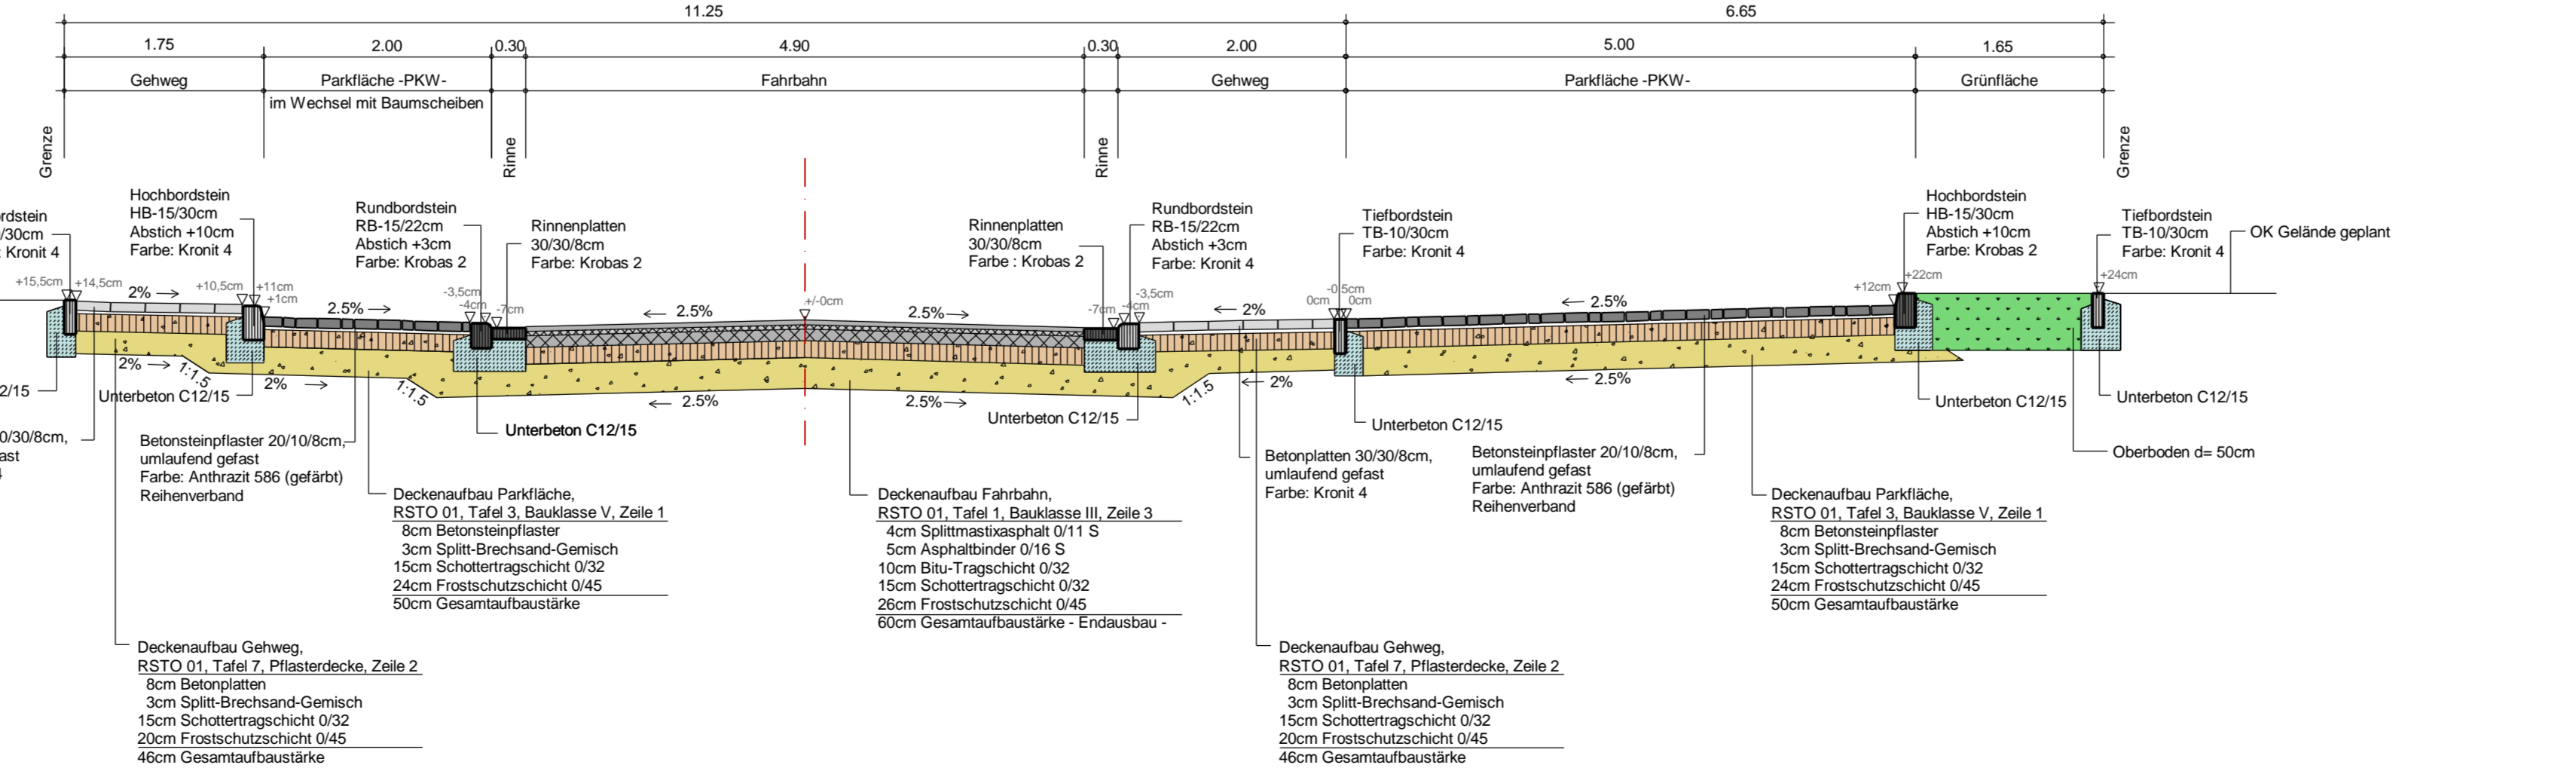 11.25
6.65
1.75
2.00
0.30
4.90
0.30
2.00
5.00
1.65
Gehweg
Parkfläche -PKW-
Fahrbahn
Gehweg
Parkfläche -PKW-
Grünfläche
im Wechsel mit Baumscheiben
Grenze
Rinne
Rinne
Grenze
/30cm
: Kronit 4
Hochbordstein
HB-15/30cm
Abstich +10cm
Farbe: Kronit 4
Rundbordstein
RB-15/22cm
Abstich +3cm
Farbe: Krobas 2
Rinnenplatten
30/30/8cm
Farbe: Krobas 2
Rinnenplatten
30/30/8cm
Farbe : Krobas 2
Rundbordstein
RB-15/22cm
Abstich +3cm
Farbe: Kronit 4
Tiefbordstein
TB-10/30cm
Farbe: Kronit 4
Hochbordstein
HB-15/30cm
Abstich +10cm
Farbe: Krobas 2
Tiefbordstein
TB-10/30cm
Farbe: Kronit 4
OK Gelände geplant
+15,5cm
+14,5cm
2%
+10,5cm
+11cm
+1cm
2.5%
-3,5cm
-4cm
-7cm
2.5%
+/-0cm
2.5%
-7cm
-4cm
-3,5cm
2%
0cm
-0,5cm
0cm
2.5%
+12cm
+22cm
+24cm
2%
1:1.5
2%
1:1.5
2.5%
2.5%
1:1.5
2%
2.5%
2/15
Unterbeton C12/15
Unterbeton C12/15
Unterbeton C12/15
Unterbeton C12/15
Unterbeton C12/15
Unterbeton C12/15
0/30/8cm,
Betonsteinpflaster 20/10/8cm,
umlaufend gefast
Farbe: Anthrazit 586 (gefärbt)
Reihenverband
Betonplatten 30/30/8cm,
umlaufend gefast
Farbe: Kronit 4
Betonsteinpflaster 20/10/8cm,
umlaufend gefast
Farbe: Anthrazit 586 (gefärbt)
Reihenverband
Oberboden d= 50cm
Deckenaufbau Parkfläche,
RSTO 01, Tafel 3, Bauklasse V, Zeile 1
8cm Betonsteinpflaster
3cm Splitt-Brechsand-Gemisch
15cm Schottertragschicht 0/32
24cm Frostschutzschicht 0/45
50cm Gesamtaufbaustärke
Deckenaufbau Fahrbahn,
RSTO 01, Tafel 1, Bauklasse III, Zeile 3
4cm Splittmastixasphalt 0/11 S
5cm Asphaltbinder 0/16 S
10cm Bitu-Tragschicht 0/32
15cm Schottertragschicht 0/32
26cm Frostschutzschicht 0/45
60cm Gesamtaufbaustärke - Endausbau -
Deckenaufbau Parkfläche,
RSTO 01, Tafel 3, Bauklasse V, Zeile 1
8cm Betonsteinpflaster
3cm Splitt-Brechsand-Gemisch
15cm Schottertragschicht 0/32
24cm Frostschutzschicht 0/45
50cm Gesamtaufbaustärke
Deckenaufbau Gehweg,
RSTO 01, Tafel 7, Pflasterdecke, Zeile 2
8cm Betonplatten
3cm Splitt-Brechsand-Gemisch
15cm Schottertragschicht 0/32
20cm Frostschutzschicht 0/45
46cm Gesamtaufbaustärke
Deckenaufbau Gehweg,
RSTO 01, Tafel 7, Pflasterdecke, Zeile 2
8cm Betonplatten
3cm Splitt-Brechsand-Gemisch
15cm Schottertragschicht 0/32
20cm Frostschutzschicht 0/45
46cm Gesamtaufbaustärke